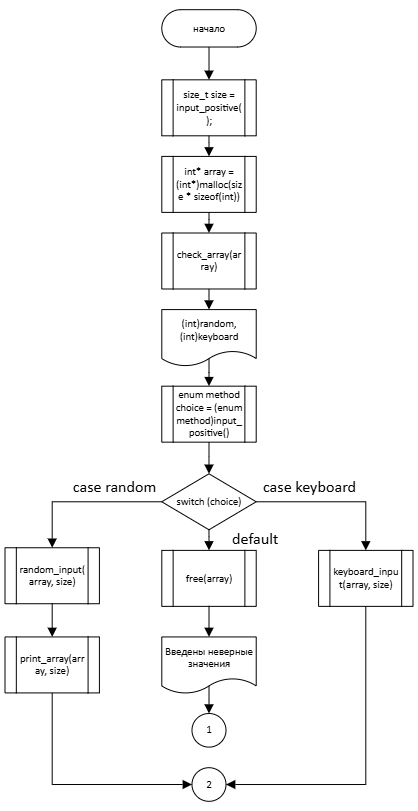 начало
size_t size =
input_positive(
);
int* array =
(int*)malloc(siz
e * sizeof(int))
check_array(ar
ray)
(int)random,
(int)keyboard
enum method
choice = (enum
method)input_
positive()
switch (choice)
case random
case keyboard
default
random_input(
array, size)
free(array)
keyboard_inpu
t(array, size)
print_array(arr
ay, size)
Введены неверные
значения
1
2